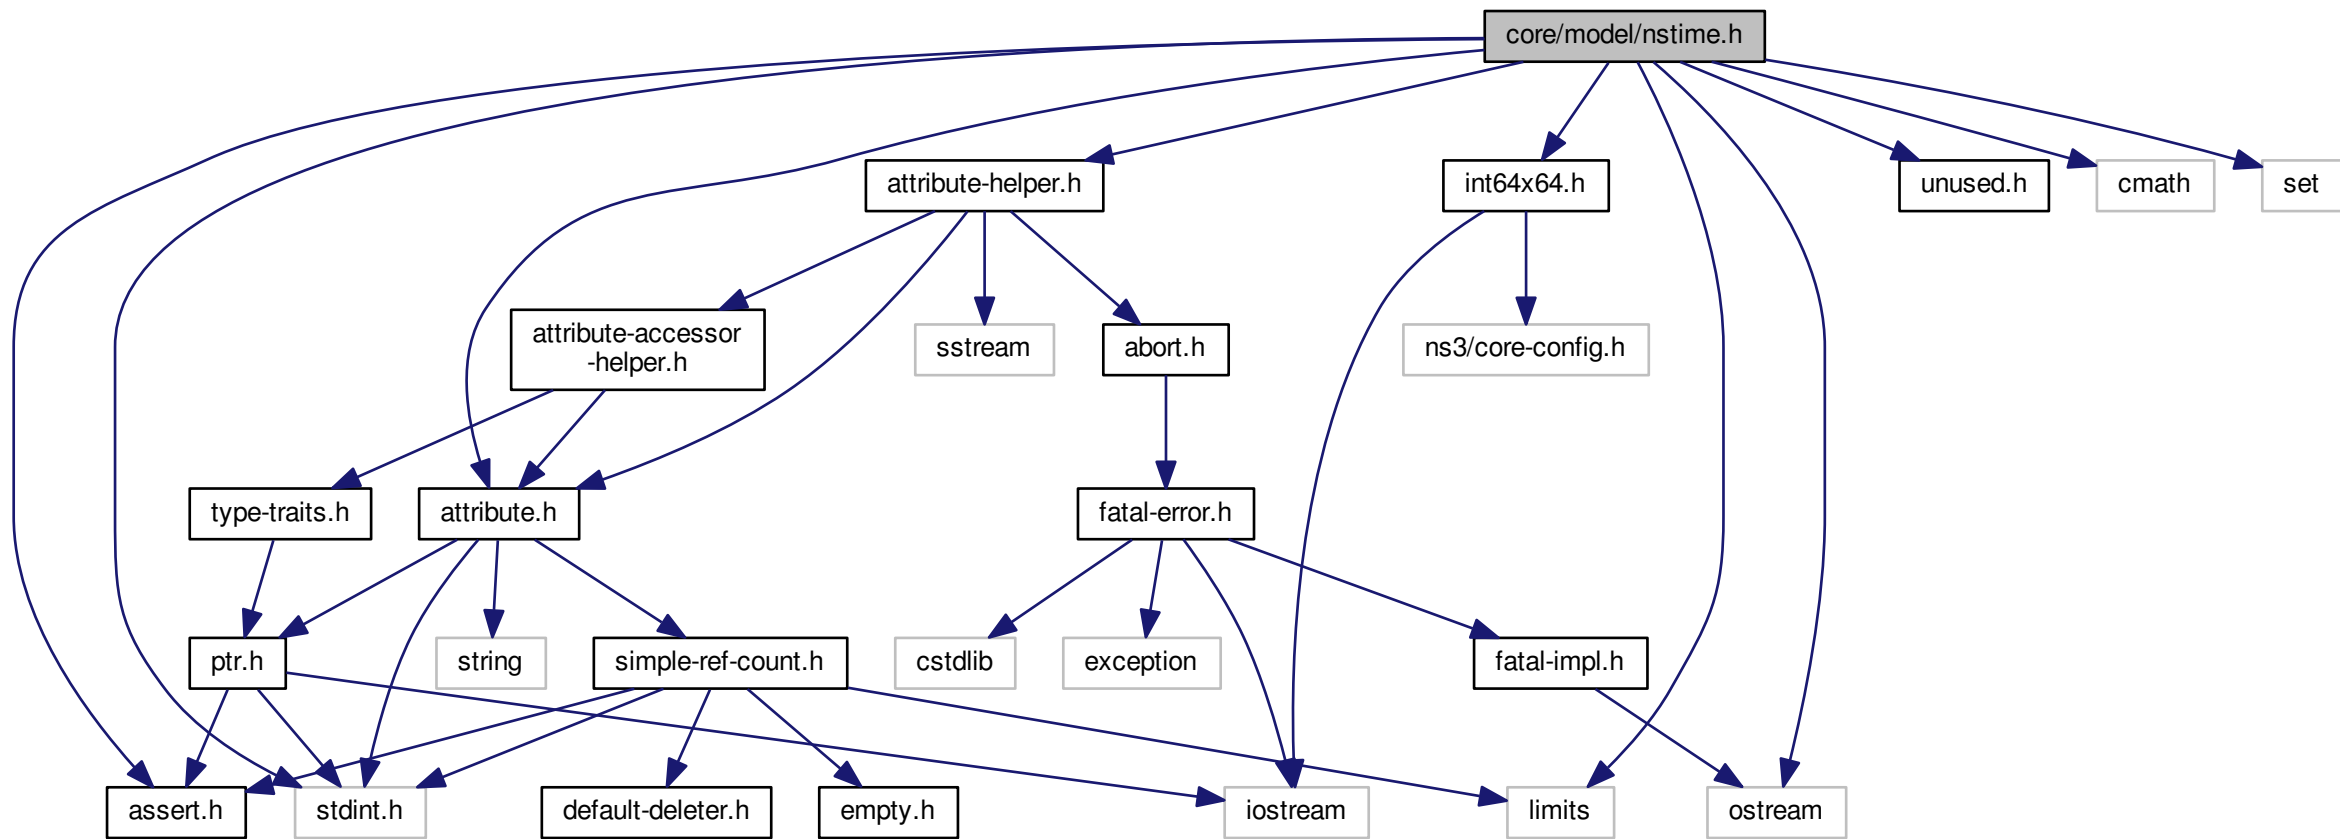 core/model/nstime.h
attribute-helper.h
int64x64.h
unused.h
cmath
set
attribute-accessor
-helper.h
sstream
abort.h
ns3/core-config.h
type-traits.h
attribute.h
fatal-error.h
ptr.h
string
simple-ref-count.h
cstdlib
exception
fatal-impl.h
assert.h
stdint.h
default-deleter.h
empty.h
iostream
limits
ostream